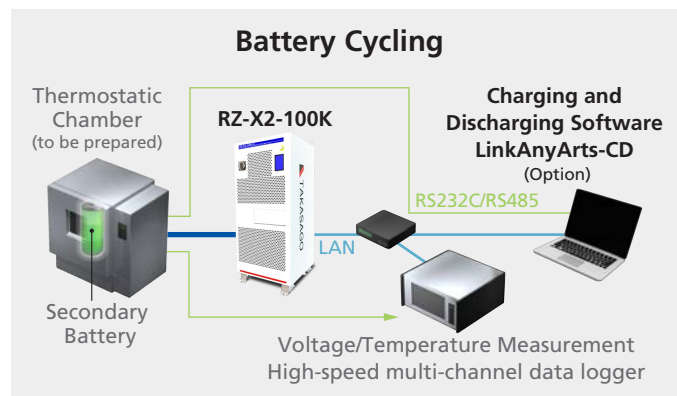 Battery Cycling
Thermostatic
Chamber
(to be prepared)
RZ-X2-100K
Charging and
Discharging Software
LinkAnyArts-CD
(Option)
RS232C/RS485
TAKASAGO
LAN
Secondary
Battery
Voltage/Temperature Measurement
High-speed multi-channel data logger